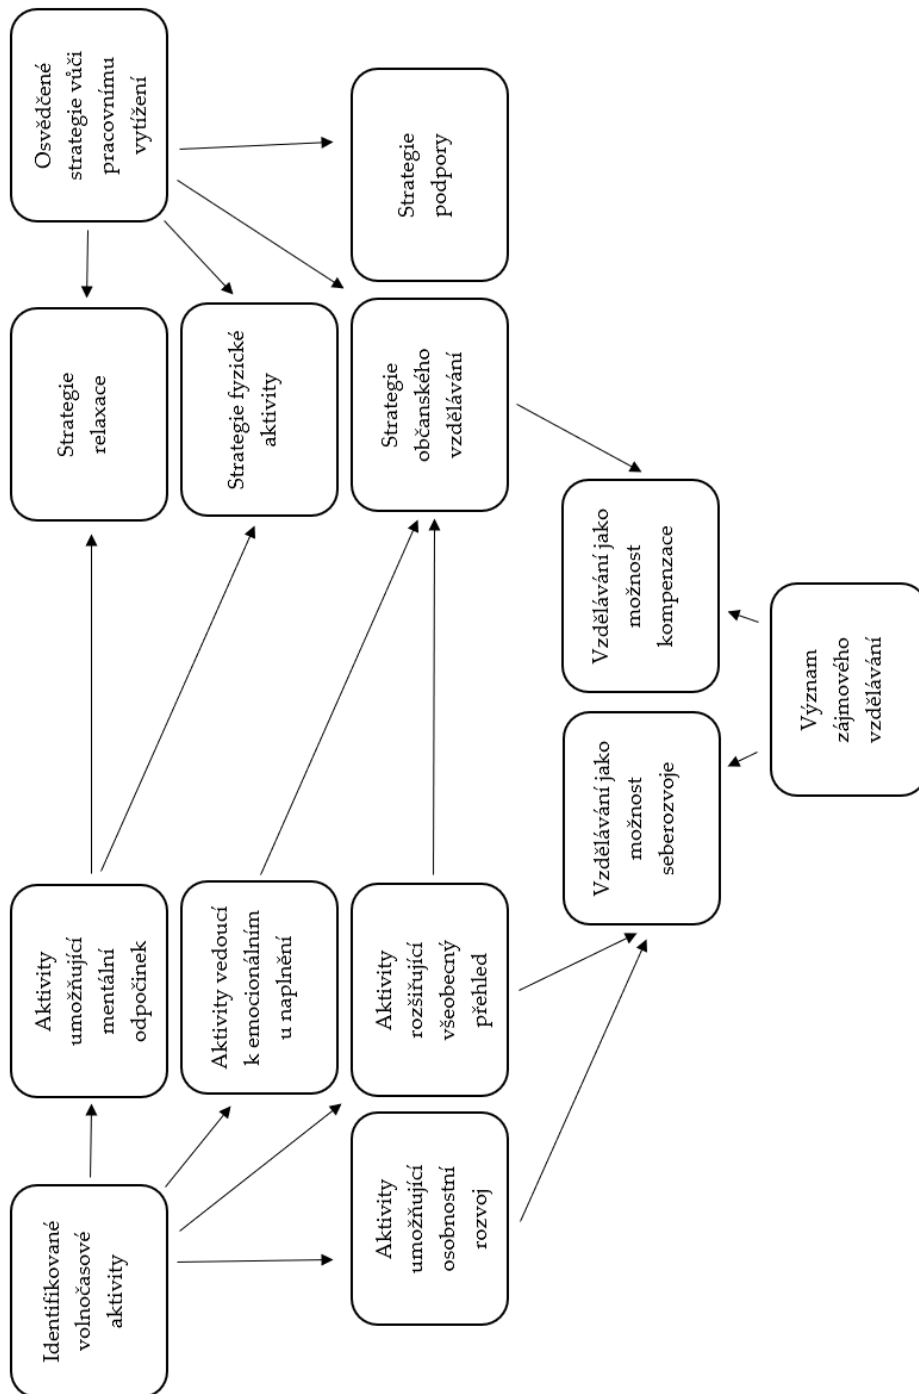 Identifikované
volnočasové
aktivity
Aktivity
umožňující
mentální
odpočinek
Strategie
relaxace
Osvědčené
strategie vůči
pracovnímu
vytížení
Aktivity vedoucí
k emocionálním
u naplnění
Strategie fyzické
aktivity
Aktivity
umožňující
osobnostní
rozvoj
Aktivity
rozšiřující
všeobecný
přehled
Strategie
občanského
vzdělávání
Strategie
podpory
Vzdělávání jako
možnost
seberozvoje
Vzdělávání jako
možnost
kompenzace
Význam
zájmového
vzdělávání